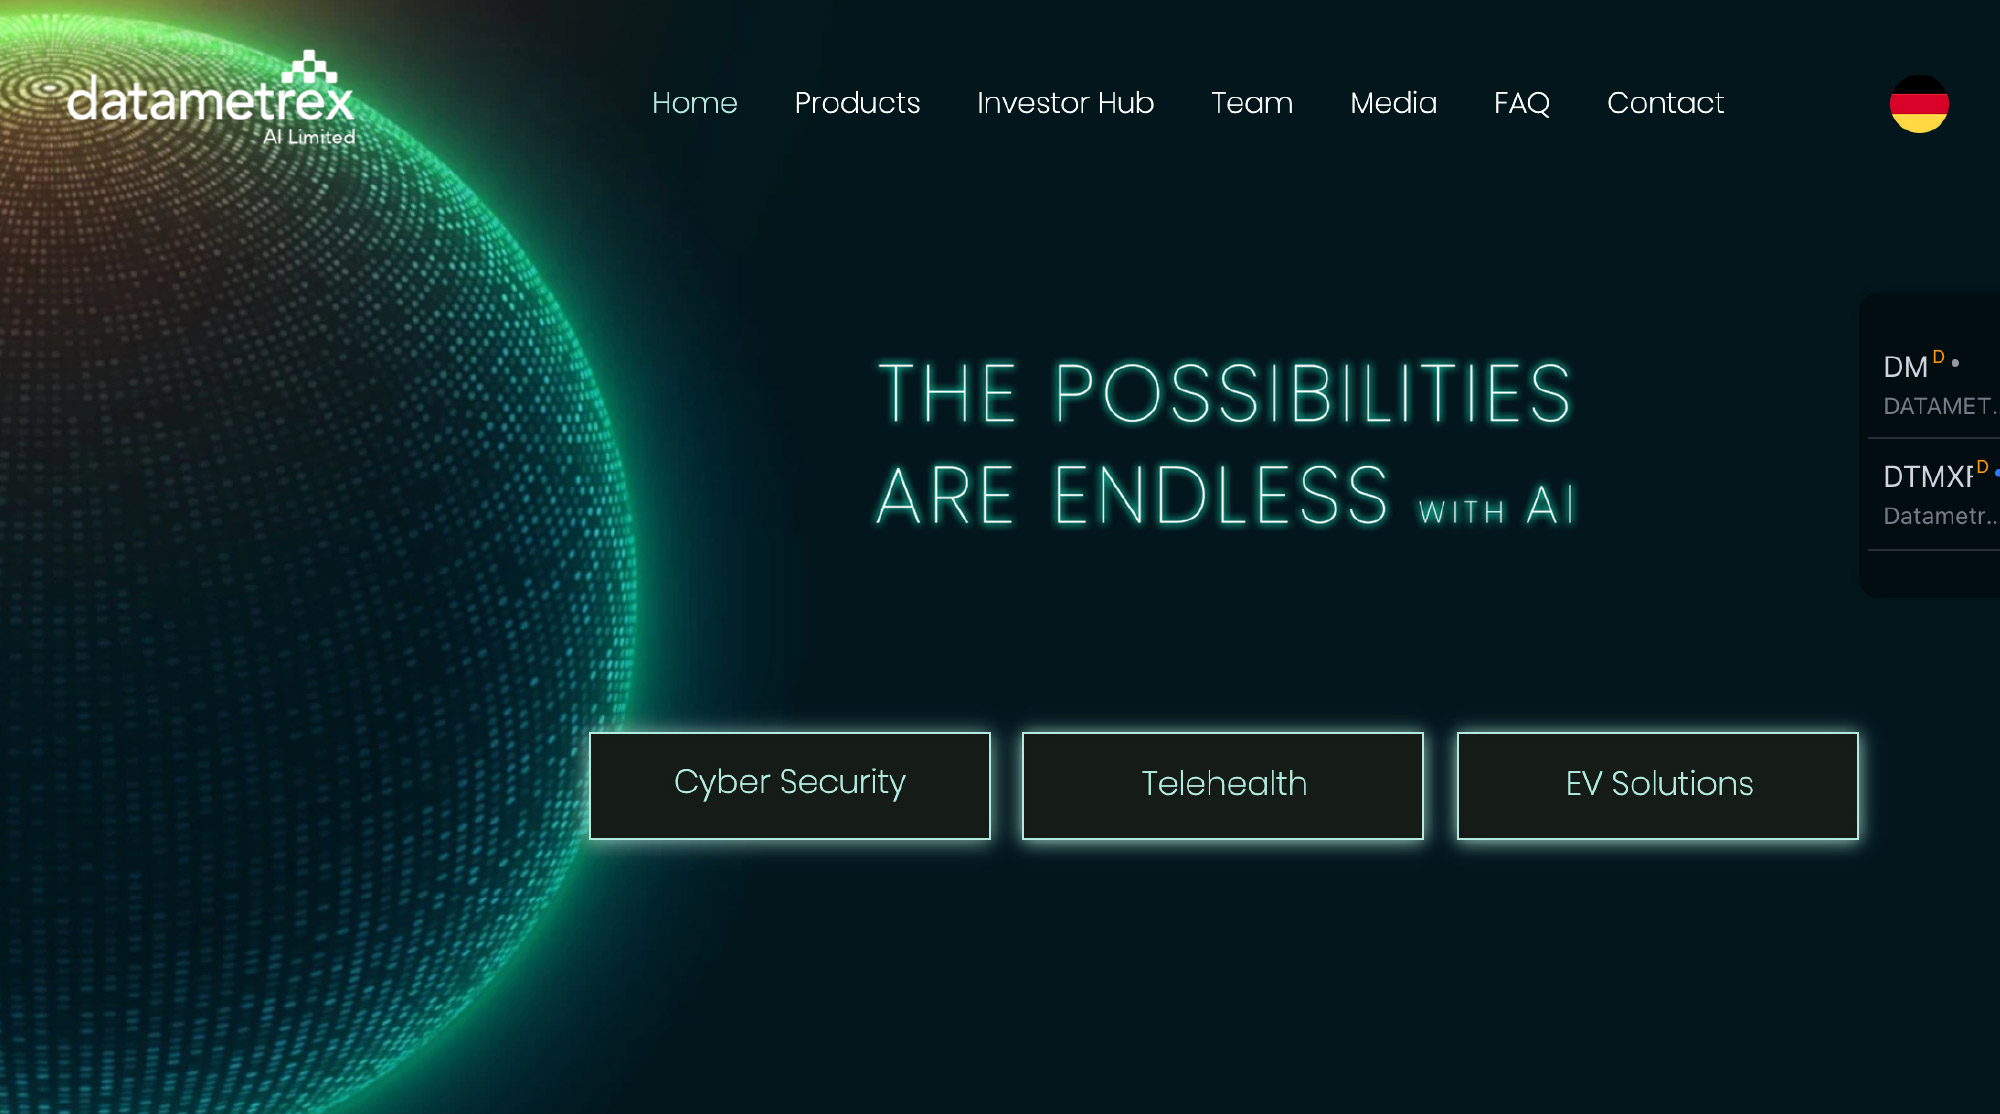 datametrex
AI Limited
Home
Products
Investor Hub
Team
Media
FAQ
Contact
THE POSSIBILITIES
ARE ENDLESS WITH AI
DM D
DATAMET...
DTMXF D
Datametr...
Cyber Security
Telehealth
EV Solutions